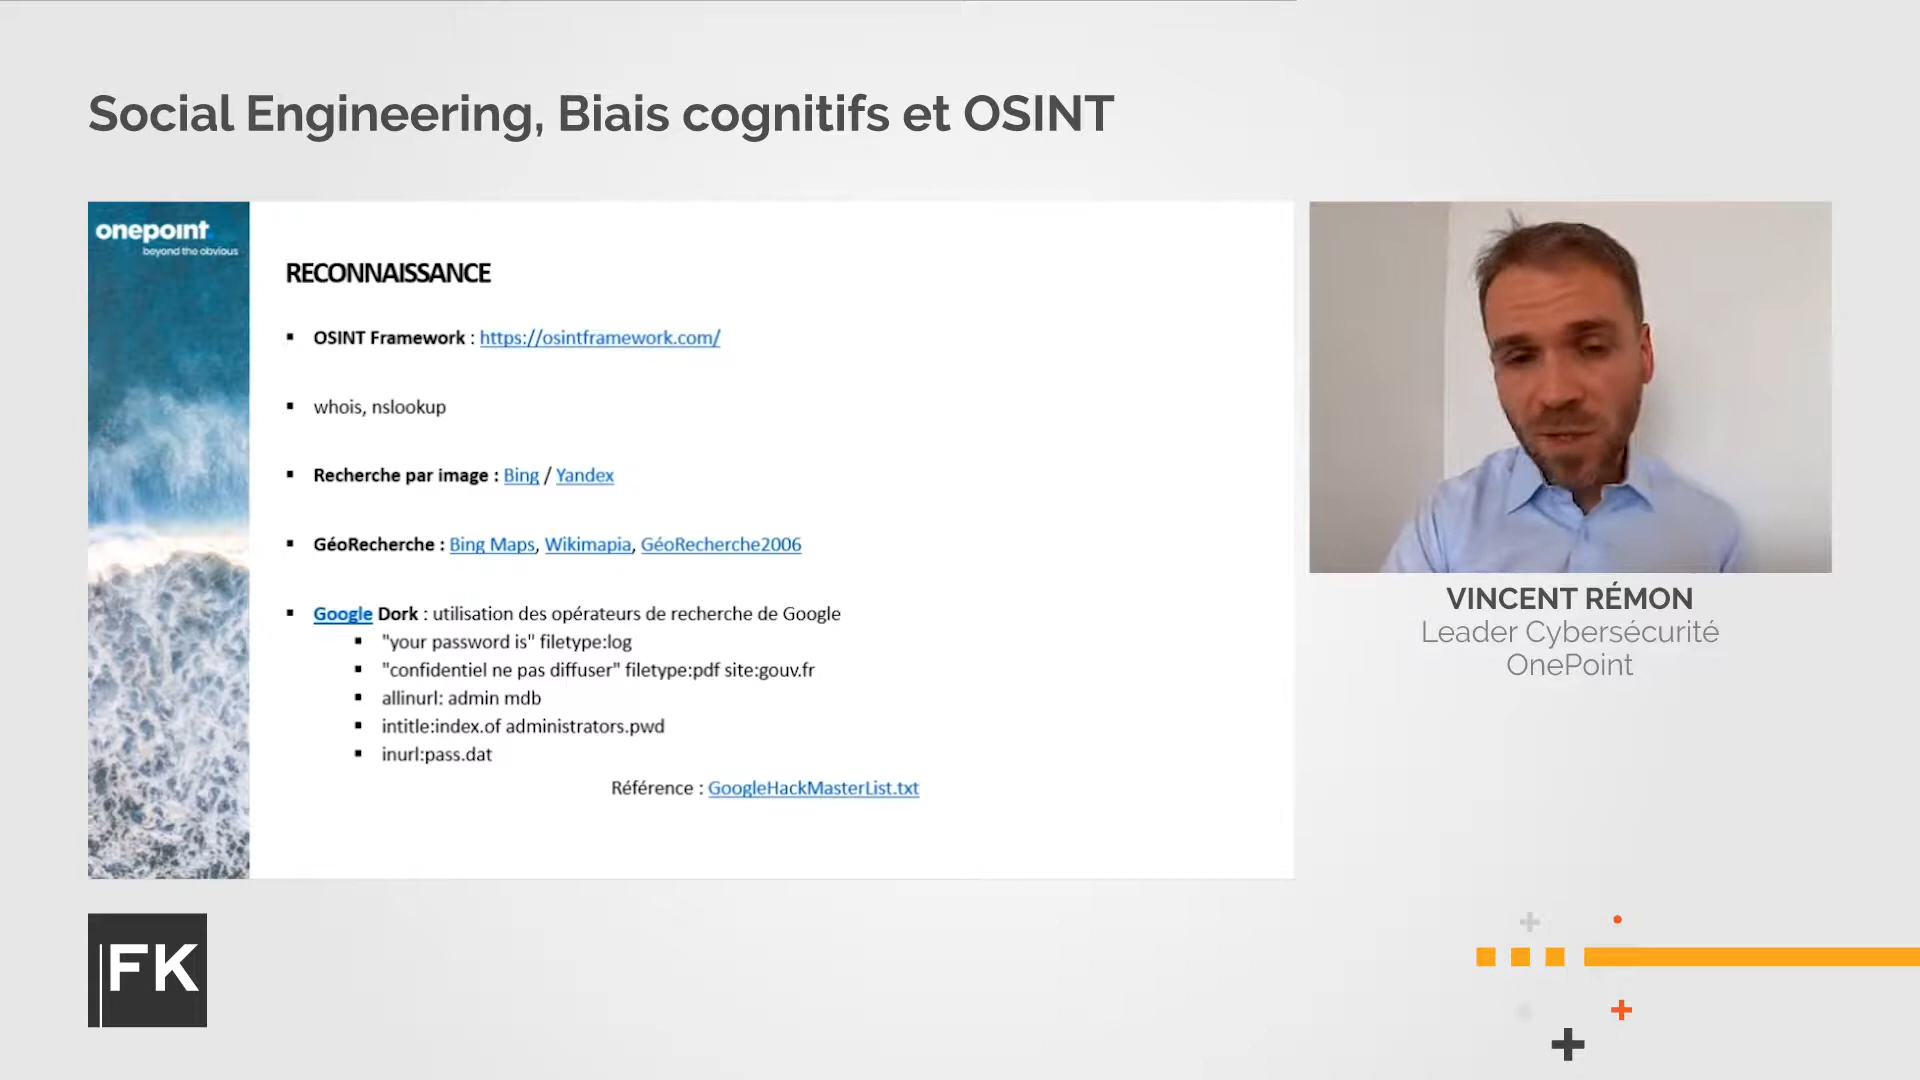 Social Engineering, Biais cognitifs et OSINT
onepoint.
beyond the obvious
RECONNAISSANCE
▪ OSINT Framework : https://osintframework.com/
▪ whois, nslookup
▪ Recherche par image : Bing / Yandex
▪ GéoRecherche : Bing Maps, Wikimapia, GéoRecherche2006
▪ Google Dork : utilisation des opérateurs de recherche de Google
▪ "your password is" filetype:log
▪ "confidentiel ne pas diffuser" filetype:pdf site:gouv.fr
▪ allinurl: admin mdb
▪ intitle:index.of administrators.pwd
▪ inurl:pass.dat
Référence : GoogleHackMasterList.txt
VINCENT RÉMON
Leader Cybersécurité
OnePoint
FK